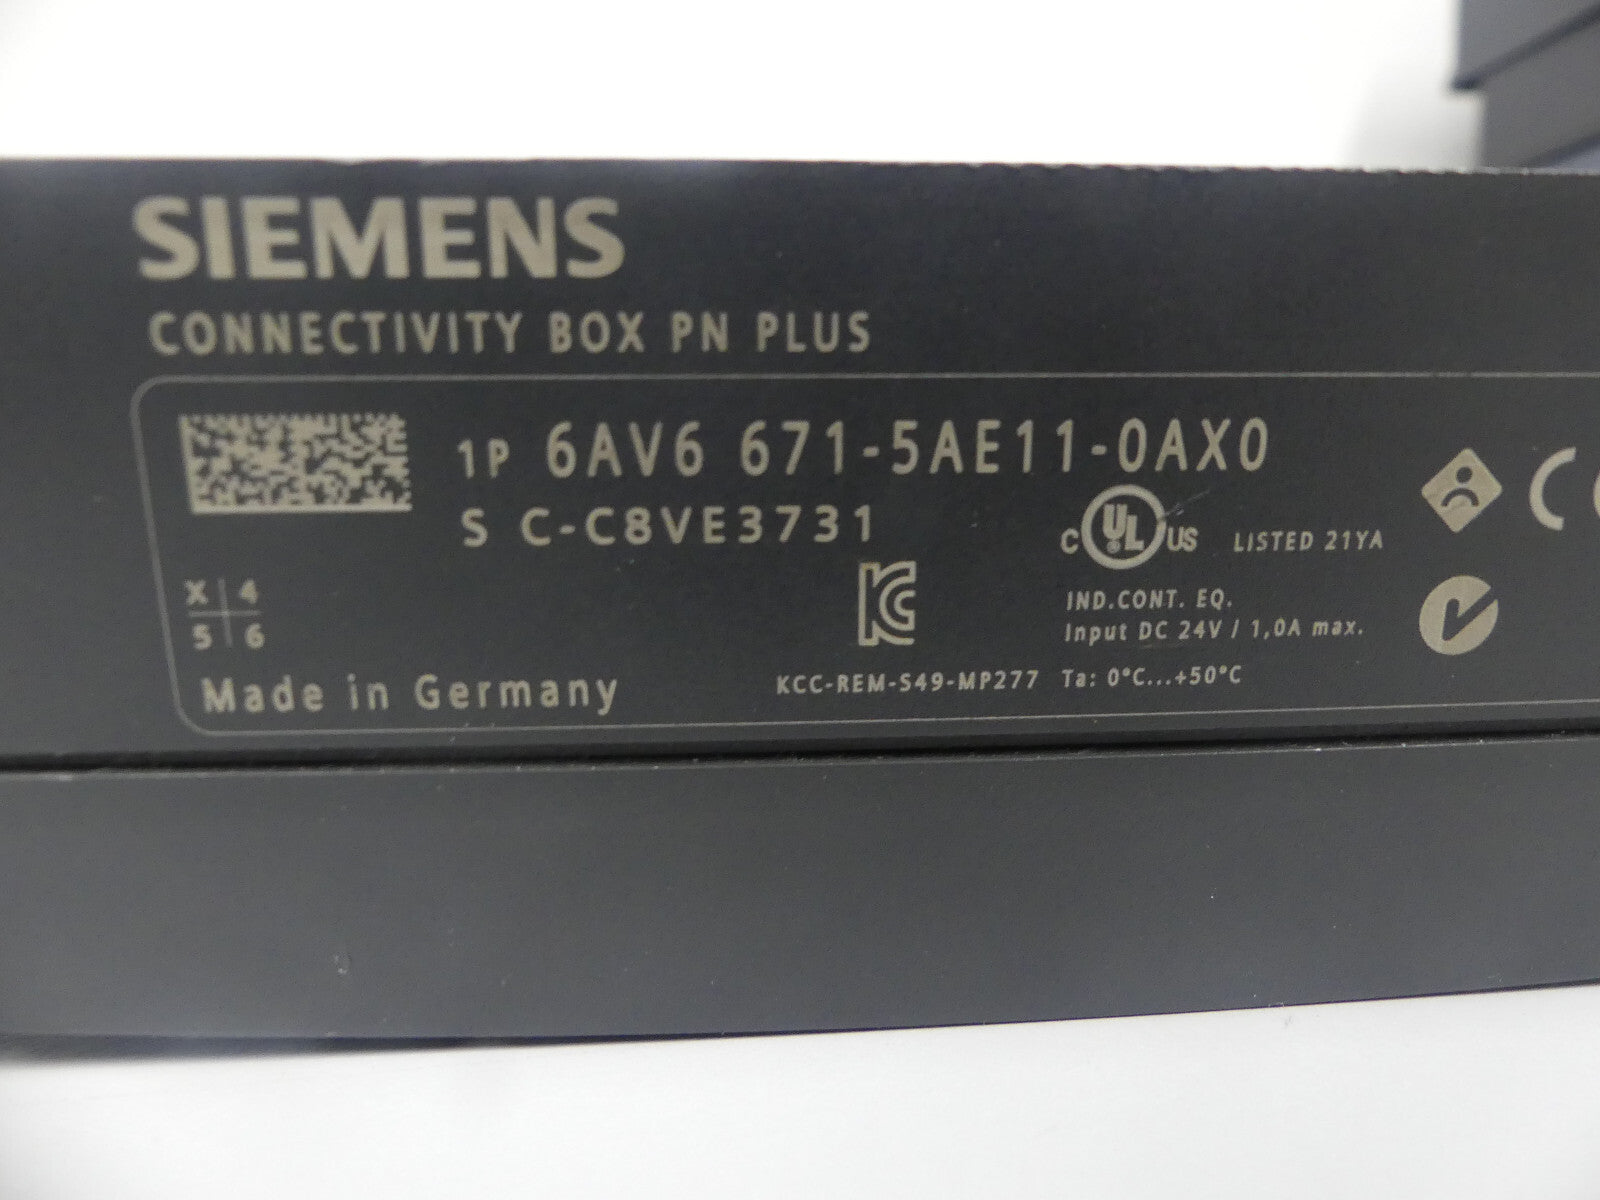 SIEMENS
CONNECTIVITY BOX PN PLUS
1P 6AV6 671-5AE11-0AX0
S C-C8VE3731
C UL US LISTED 21YA
X 4
5 6
IND.CONT. EQ.
Input DC 24V / 1,0A max.
Made in Germany
KCC-REM-S49-MP277 Ta: 0°C...+50°C